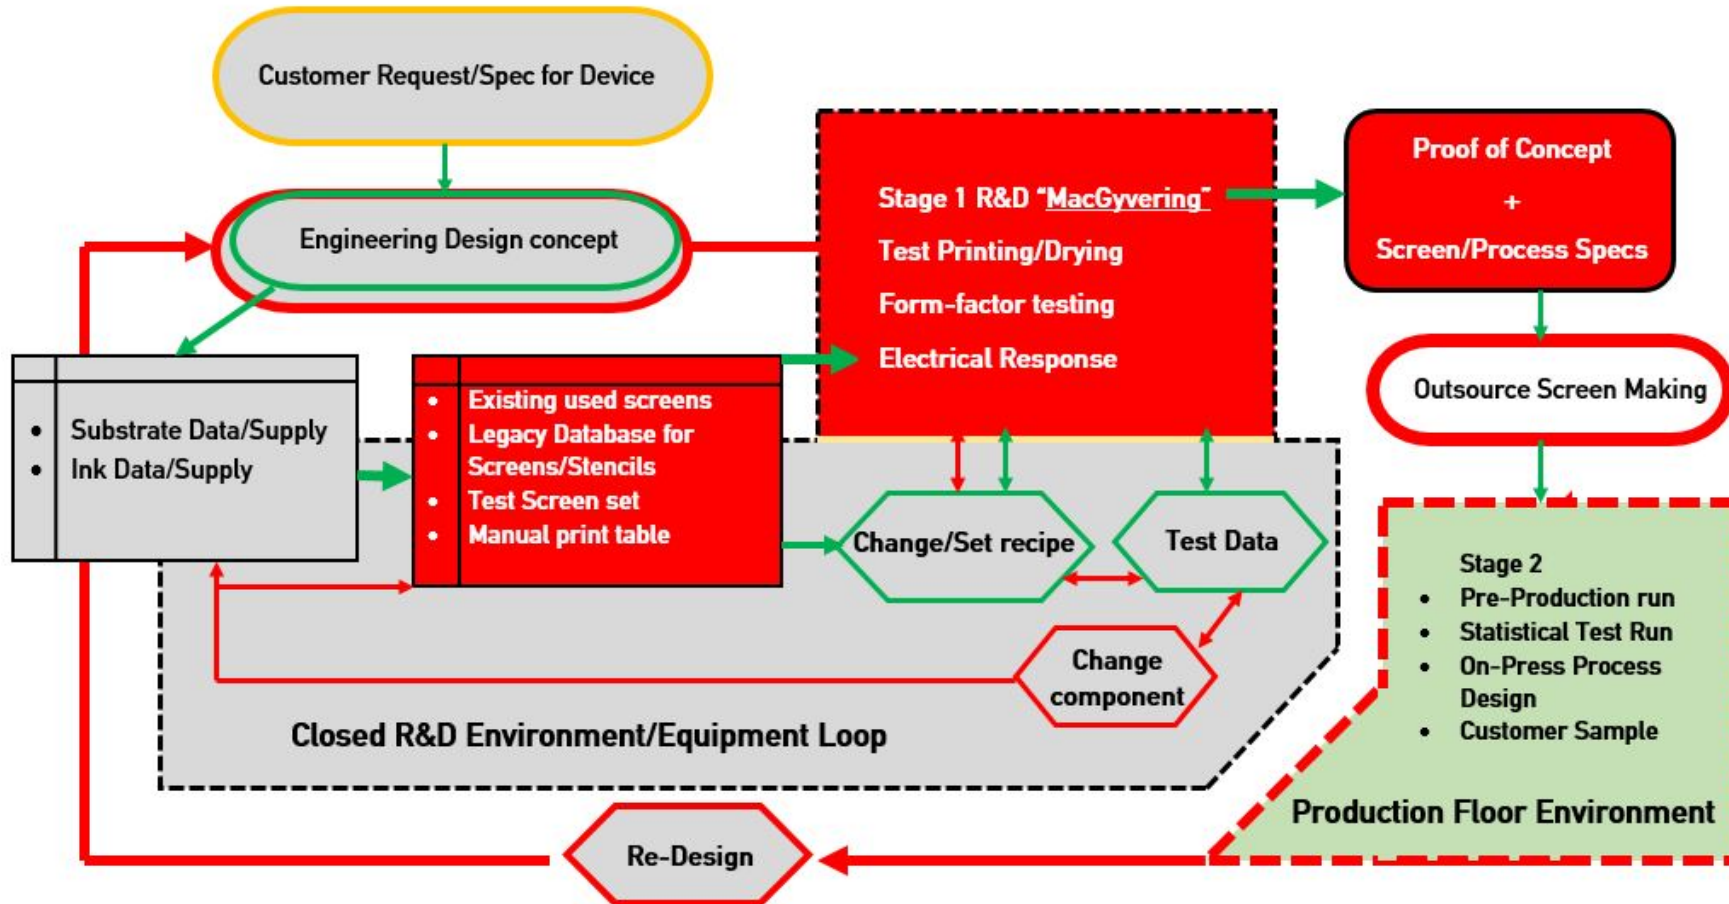 Customer Request/Spec for Device
Engineering Design concept
• Substrate Data/Supply
• Ink Data/Supply
• Existing used screens
• Legacy Database for
Screens/Stencils
• Test Screen set
• Manual print table
Stage 1 R&D “MacGyvering”
Test Printing/Drying
Form-factor testing
Electrical Response
Proof of Concept
+
Screen/Process Specs
Outsource Screen Making
Change/Set recipe
Test Data
Change
component
Closed R&D Environment/Equipment Loop
Stage 2
• Pre-Production run
• Statistical Test Run
• On-Press Process
Design
• Customer Sample
Production Floor Environment
Re-Design